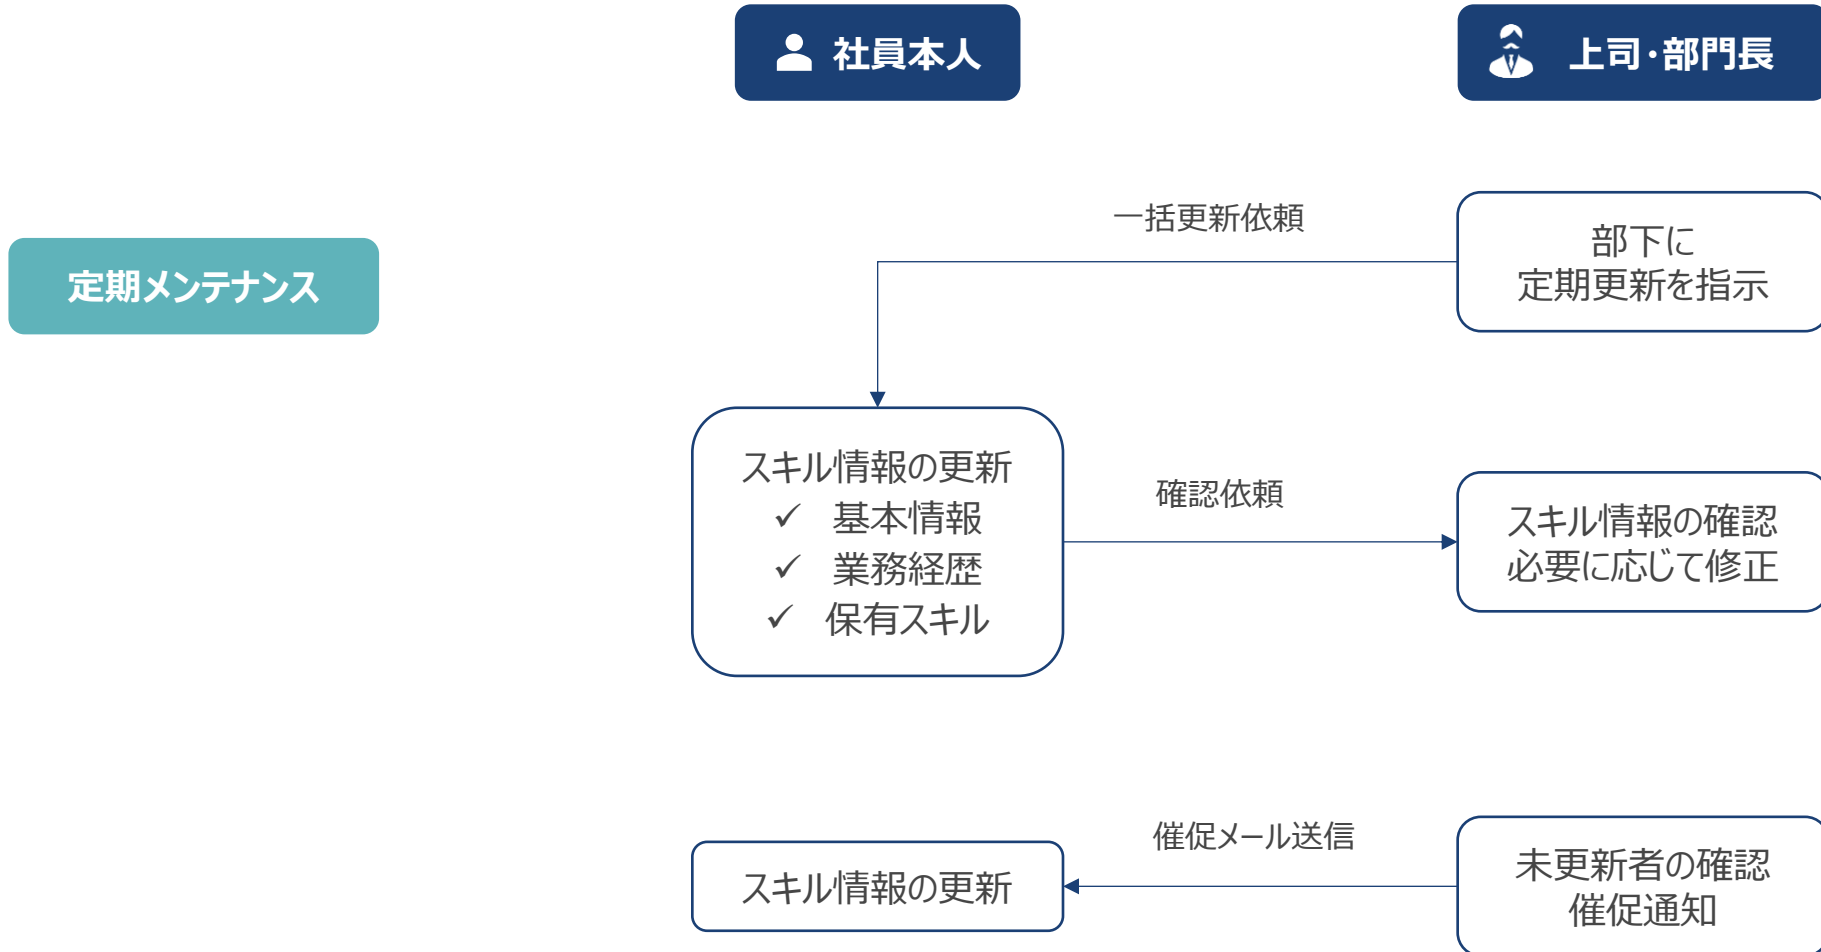 社員本人
上司・部門長
定期メンテナンス
一括更新依頼
部下に
定期更新を指示
スキル情報の更新
✓ 基本情報
✓ 業務経歴
✓ 保有スキル
確認依頼
スキル情報の確認
必要に応じて修正
スキル情報の更新
催促メール送信
未更新者の確認
催促通知